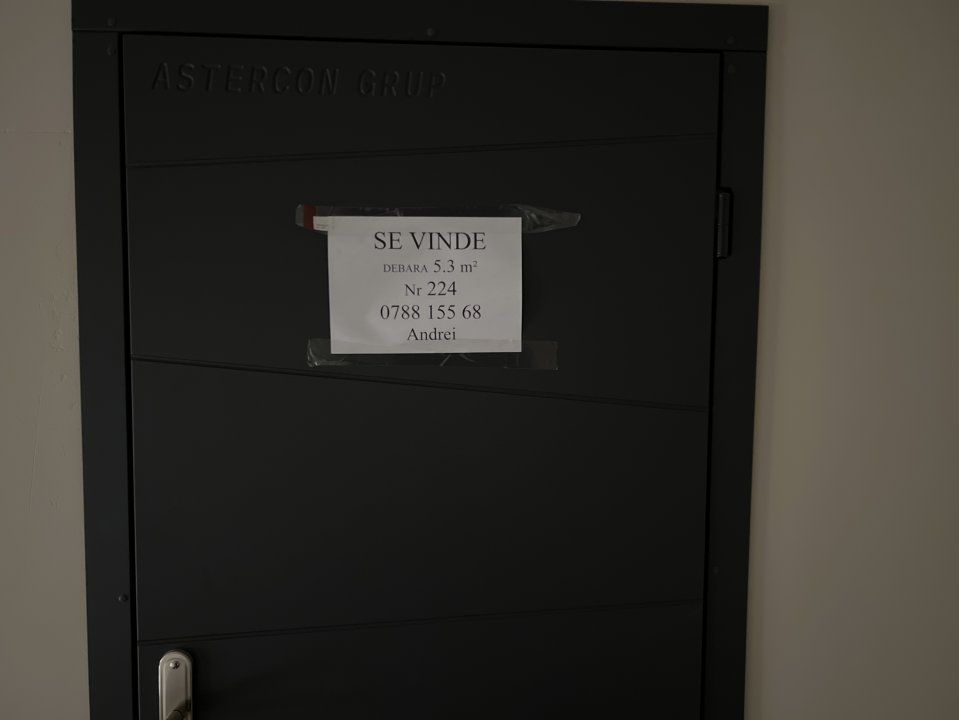 ASTERCON GRUP
SE VINDE
DEBARA 5.3 m²
Nr 224
0788 155 68
Andrei